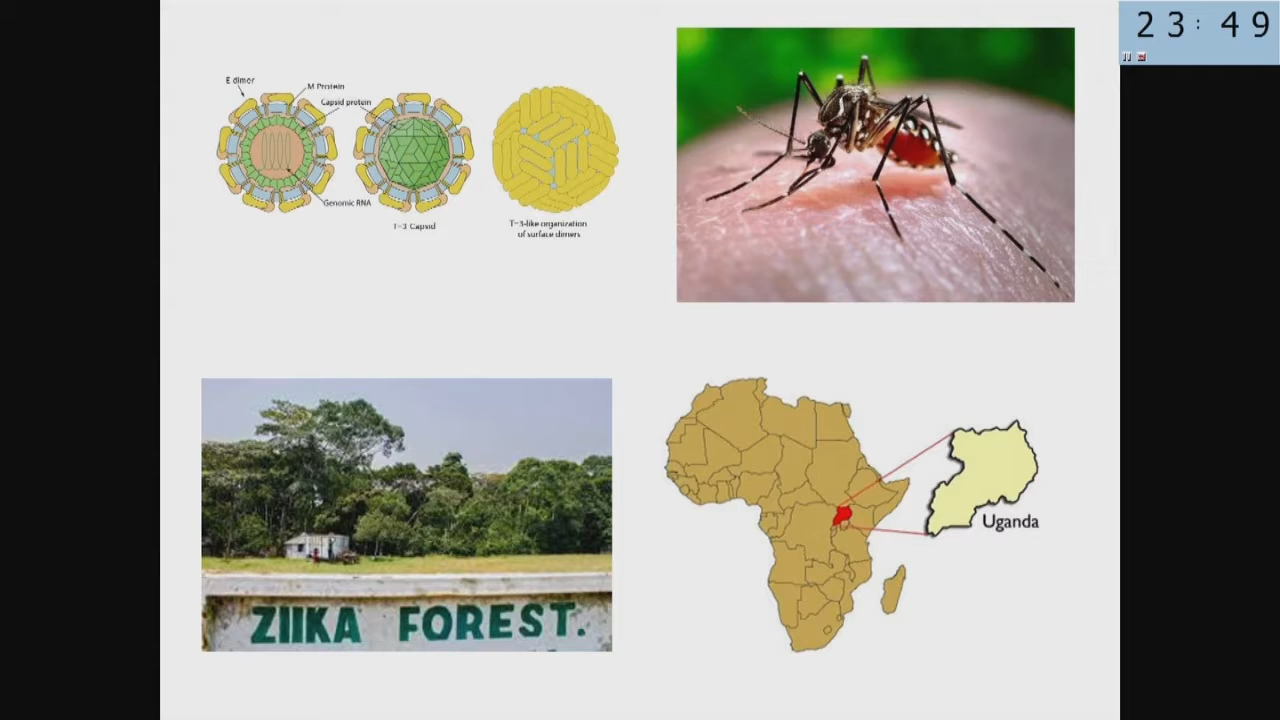 23: 49
E dimer
M Protein
Capsid protein
Genomic RNA
T=3 Capsid
T=3-like organization
of surface dimers
ZIIKA FOREST.
Uganda